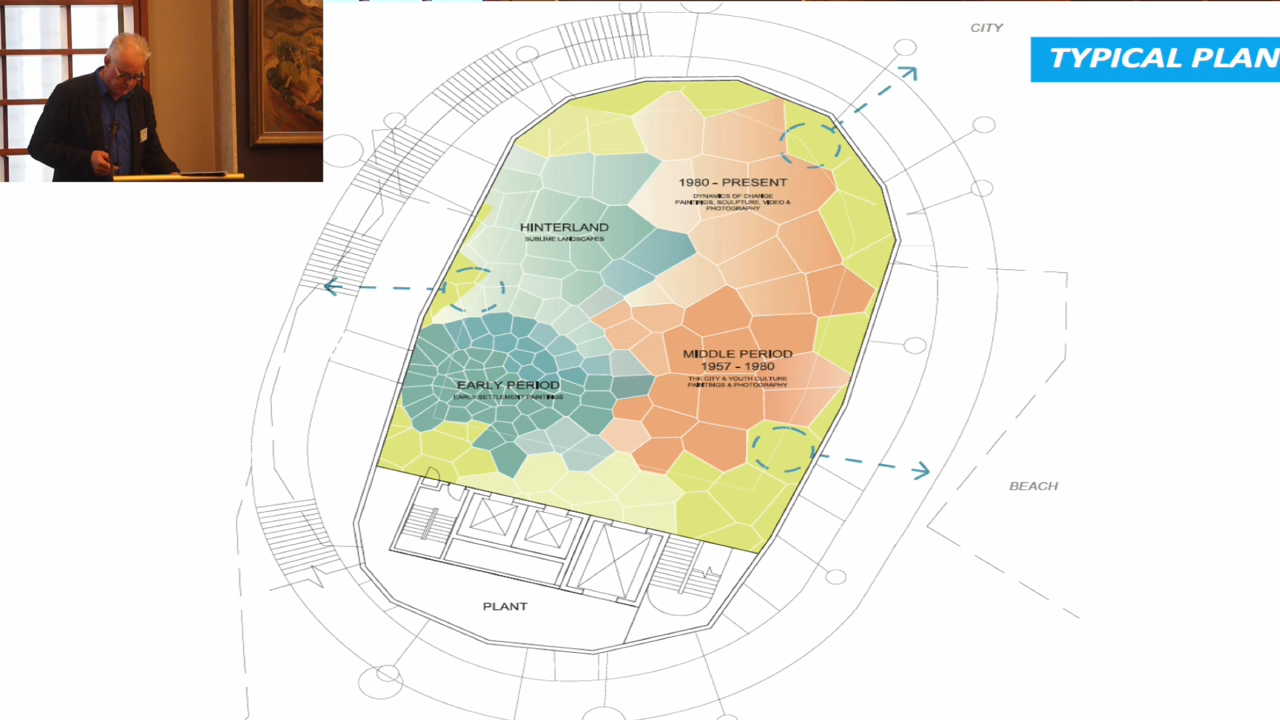 CITY
TYPICAL PLAN
1980 - PRESENT
DYNAMICS OF CHANGE
PAINTINGS, SCULPTURE, VIDEO &
PHOTOGRAPHY
HINTERLAND
SUBLIME LANDSCAPES
MIDDLE PERIOD
1957 - 1980
THE CITY & YOUTH CULTURE
PAINTINGS & PHOTOGRAPHY
EARLY PERIOD
EARLY SETTLEMENT PAINTINGS
BEACH
PLANT